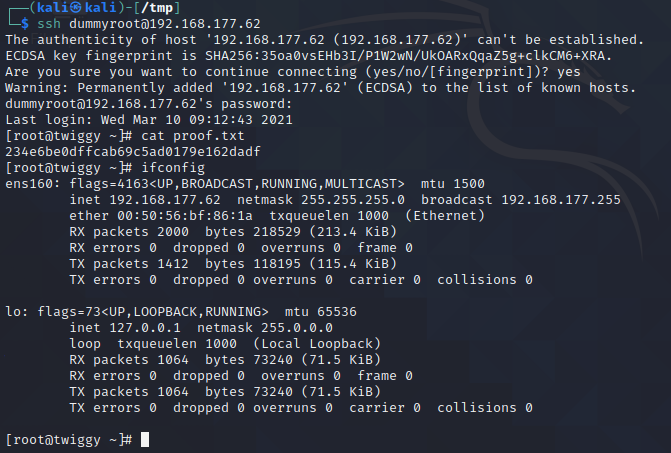 ┌──(kali㉿kali)-[/tmp]
└─$ ssh dummyroot@192.168.177.62
The authenticity of host '192.168.177.62 (192.168.177.62)' can't be established.
ECDSA key fingerprint is SHA256:35oa0vsEHb3I/P1W2wN/UkOARxQqaZ5g+clkCM6+XRA.
Are you sure you want to continue connecting (yes/no/[fingerprint])? yes
Warning: Permanently added '192.168.177.62' (ECDSA) to the list of known hosts.
dummyroot@192.168.177.62's password:
Last login: Wed Mar 10 09:12:43 2021
[root@twiggy ~]# cat proof.txt
234e6be0dffcab69c5ad0179e162dadf
[root@twiggy ~]# ifconfig
ens160: flags=4163<UP,BROADCAST,RUNNING,MULTICAST>  mtu 1500
        inet 192.168.177.62  netmask 255.255.255.0  broadcast 192.168.177.255
        ether 00:50:56:bf:86:1a  txqueuelen 1000  (Ethernet)
        RX packets 2000  bytes 218529 (213.4 KiB)
        RX errors 0  dropped 0  overruns 0  frame 0
        TX packets 1412  bytes 118195 (115.4 KiB)
        TX errors 0  dropped 0 overruns 0  carrier 0  collisions 0

lo: flags=73<UP,LOOPBACK,RUNNING>  mtu 65536
        inet 127.0.0.1  netmask 255.0.0.0
        loop  txqueuelen 1000  (Local Loopback)
        RX packets 1064  bytes 73240 (71.5 KiB)
        RX errors 0  dropped 0  overruns 0  frame 0
        TX packets 1064  bytes 73240 (71.5 KiB)
        TX errors 0  dropped 0 overruns 0  carrier 0  collisions 0

[root@twiggy ~]#